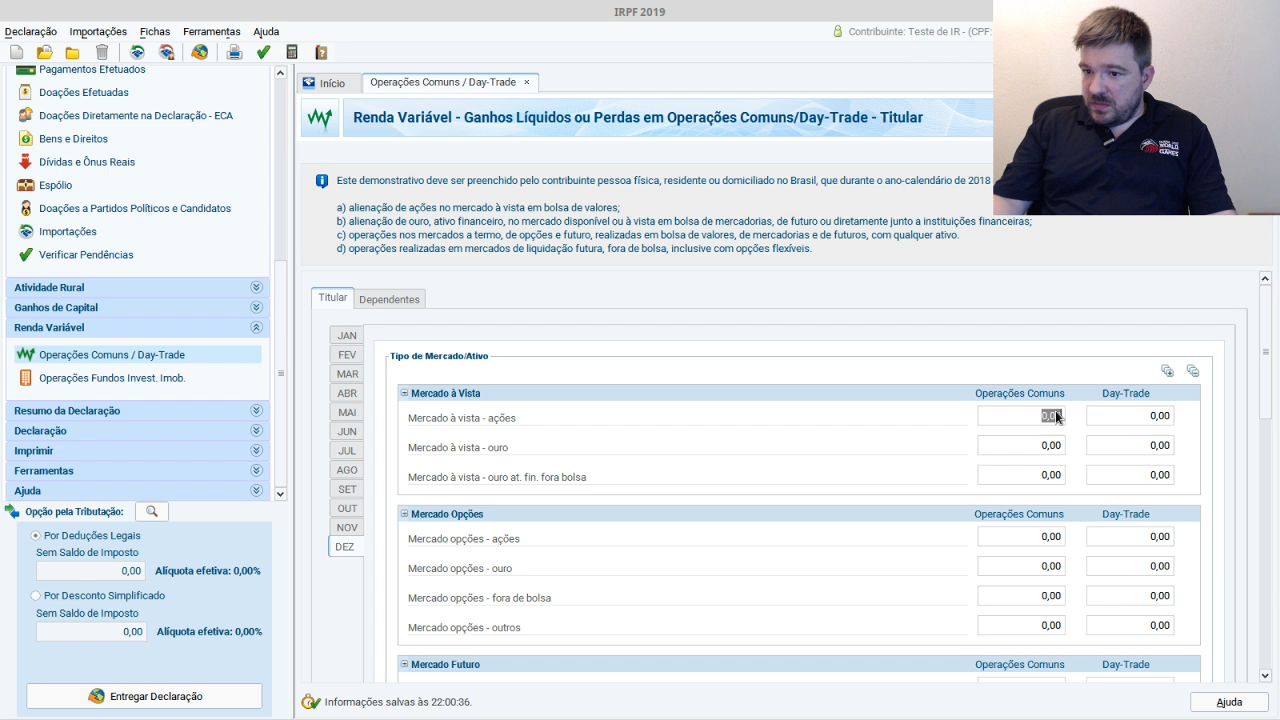 IRPF 2019
Declaração Importações Fichas Ferramentas Ajuda
Contribuinte: Teste de IR - (CPF:
Pagamentos Efetuados
Doações Efetuadas
Doações Diretamente na Declaração - ECA
Bens e Direitos
Dívidas e Ônus Reais
Espólio
Doações a Partidos Políticos e Candidatos
Importações
Verificar Pendências
Atividade Rural
Ganhos de Capital
Renda Variável
Operações Comuns / Day-Trade
Operações Fundos Invest. Imob.
Resumo da Declaração
Declaração
Imprimir
Ferramentas
Ajuda
Opção pela Tributação:
Por Deduções Legais
Sem Saldo de Imposto
0,00 Alíquota efetiva: 0,00%
Por Desconto Simplificado
Sem Saldo de Imposto
0,00 Alíquota efetiva: 0,00%
Entregar Declaração
Início
Operações Comuns / Day-Trade ×
Renda Variável - Ganhos Líquidos ou Perdas em Operações Comuns/Day-Trade - Titular
Este demonstrativo deve ser preenchido pelo contribuinte pessoa física, residente ou domiciliado no Brasil, que durante o ano-calendário de 2018
a) alienação de ações no mercado à vista em bolsa de valores;
b) alienação de ouro, ativo financeiro, no mercado disponível ou à vista em bolsa de mercadorias, de futuro ou diretamente junto a instituições financeiras;
c) operações nos mercados a termo, de opções e futuro, realizadas em bolsa de valores, de mercadorias e de futuros, com qualquer ativo.
d) operações realizadas em mercados de liquidação futura, fora de bolsa, inclusive com opções flexíveis.
Titular Dependentes
JAN
FEV
MAR
ABR
MAI
JUN
JUL
AGO
SET
OUT
NOV
DEZ
Tipo de Mercado/Ativo
Mercado à Vista Operações Comuns Day-Trade
Mercado à vista - ações 0,00 0,00
Mercado à vista - ouro 0,00 0,00
Mercado à vista - ouro at. fin. fora bolsa 0,00 0,00
Mercado Opções Operações Comuns Day-Trade
Mercado opções - ações 0,00 0,00
Mercado opções - ouro 0,00 0,00
Mercado opções - fora de bolsa 0,00 0,00
Mercado opções - outros 0,00 0,00
Mercado Futuro Operações Comuns Day-Trade
Informações salvas às 22:00:36.
Ajuda
WORLD
GAMES